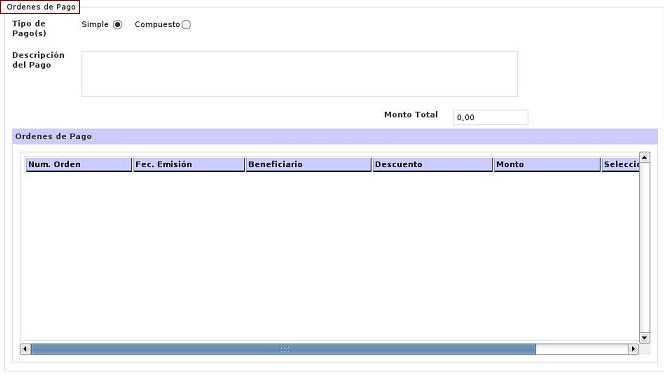 Ordenes de Pago
Tipo de Pago(s)
Simple Compuesto
Descripción del Pago
Monto Total 0,00
Ordenes de Pago
Num. Orden Fec. Emisión Beneficiario Descuento Monto Seleccio